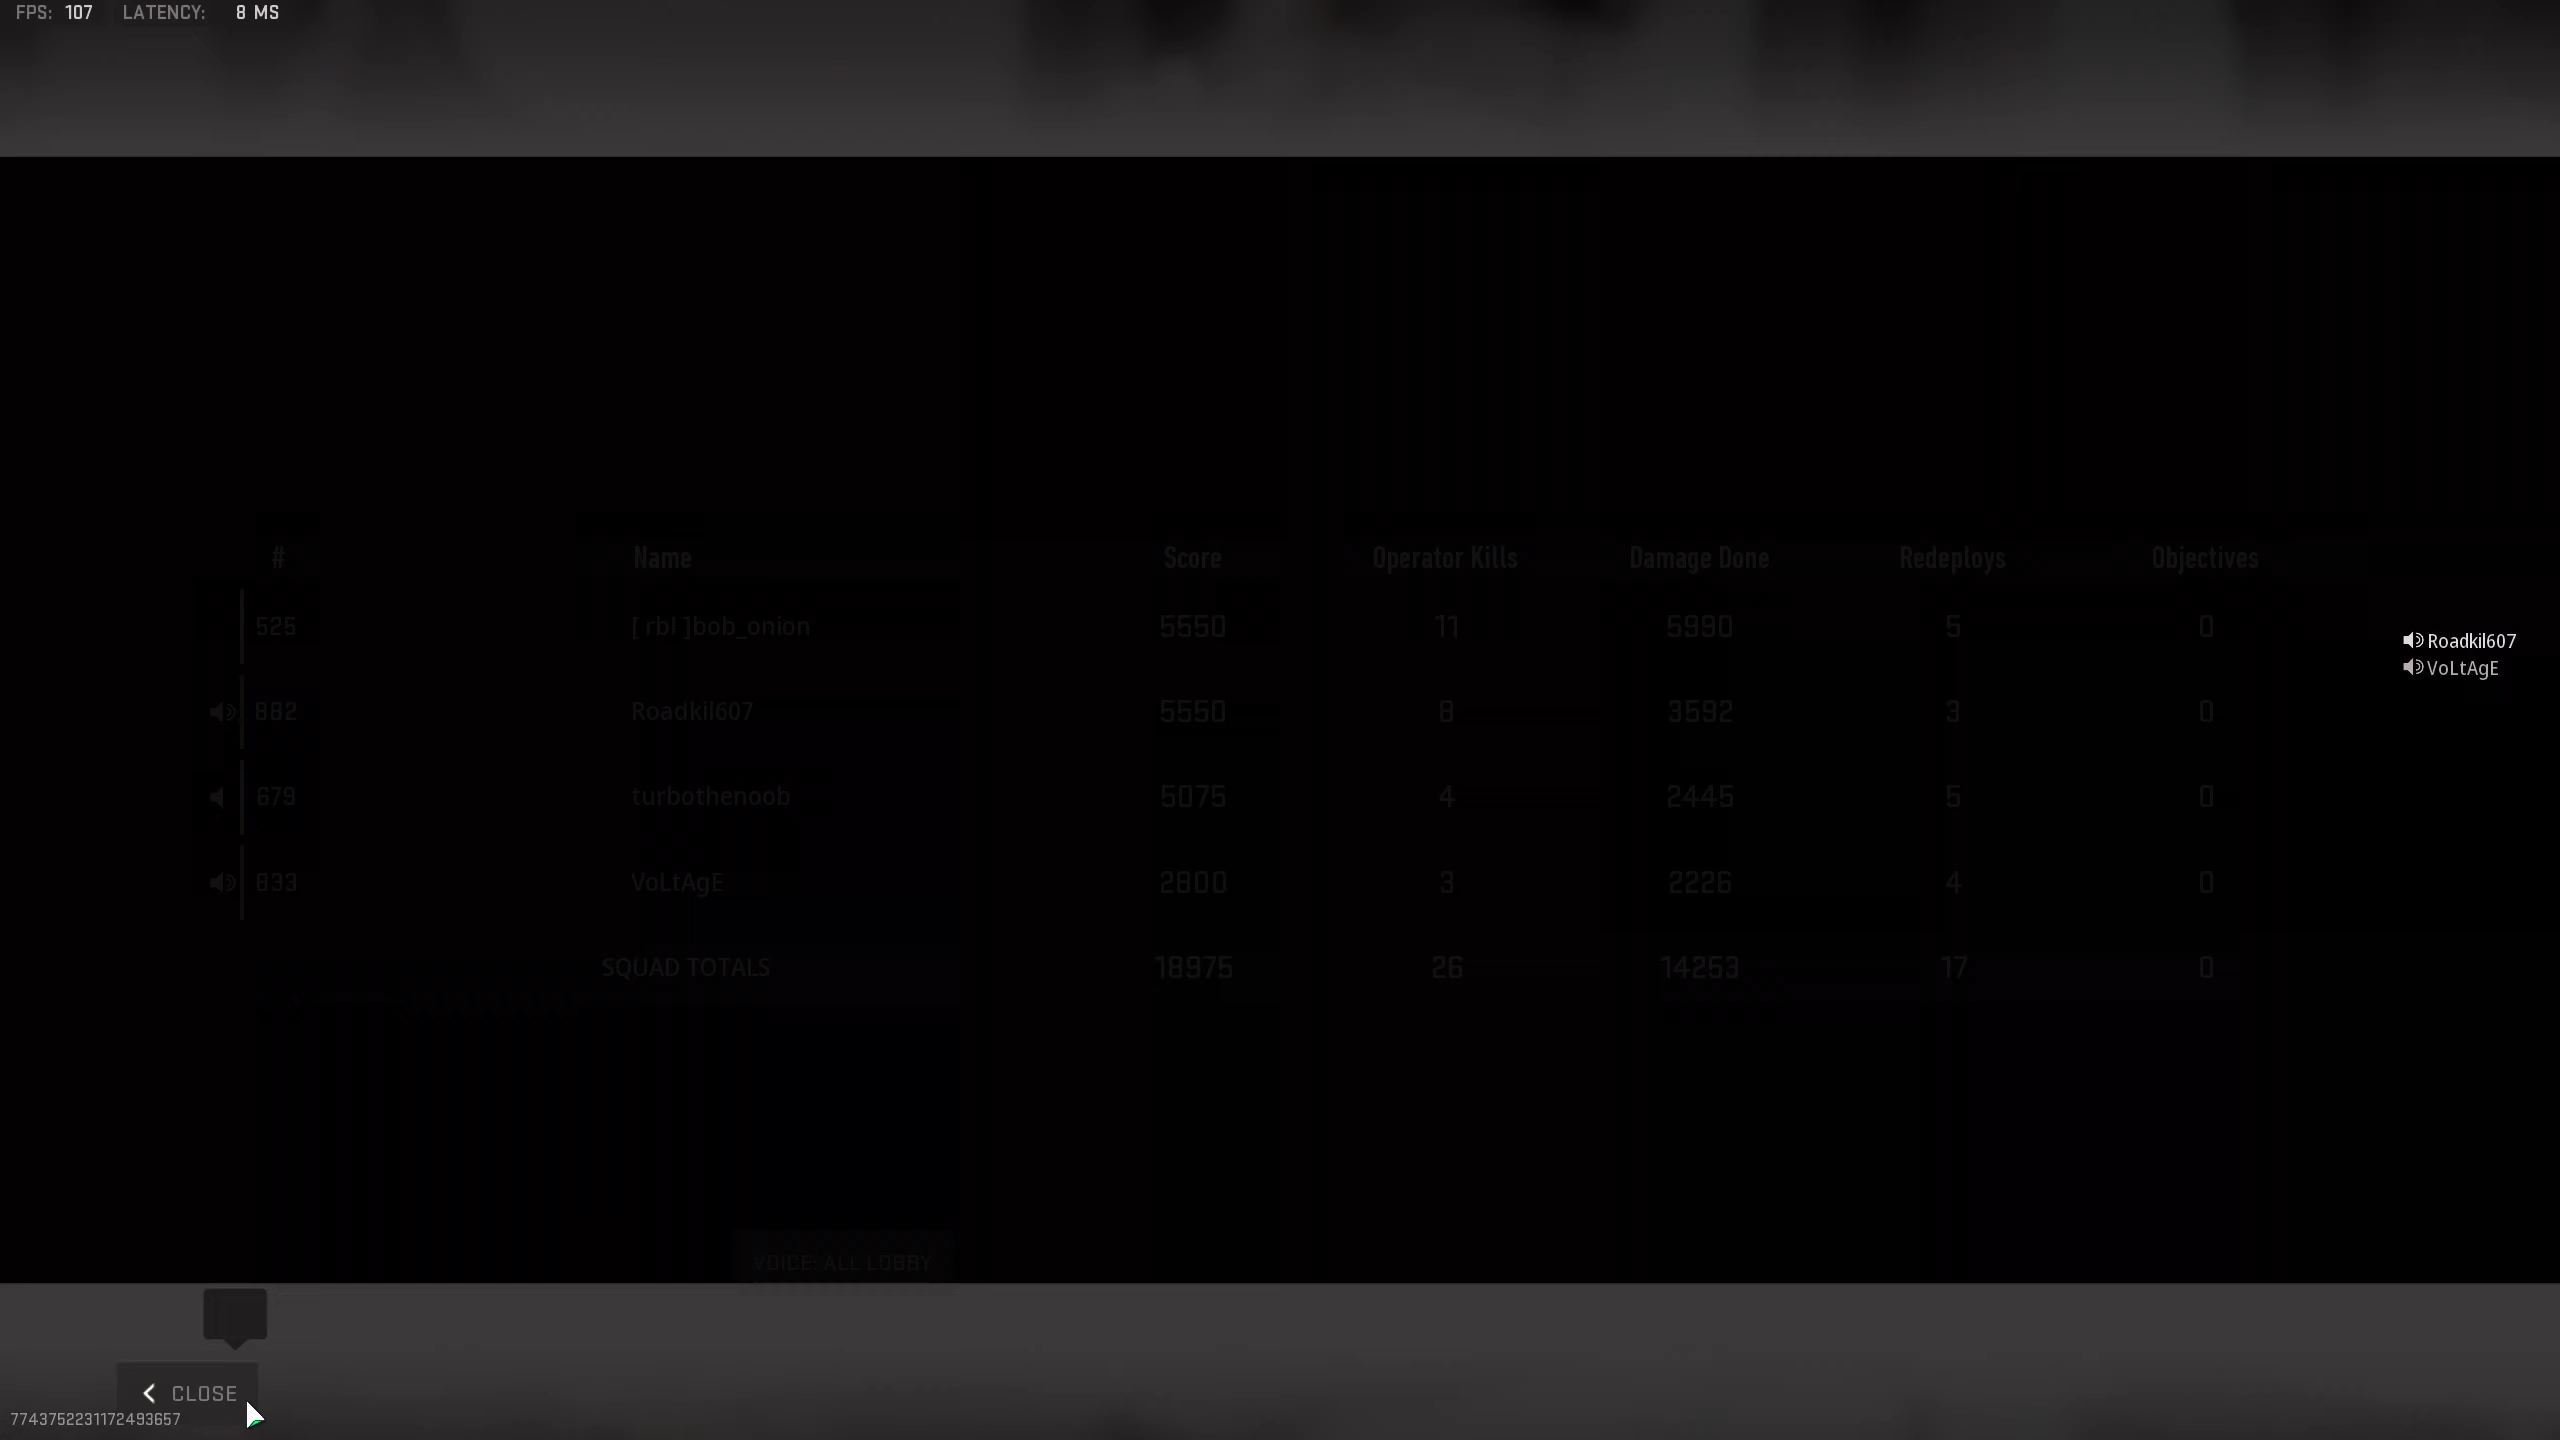 FPS: 107 LATENCY: 8 MS
# Name Score Operator Kills Damage Done Redeploys Objectives
525 [ rbl ]bob_onion 5550 11 5990 5 0
Roadkil607
VoLtAgE
882 Roadkil607 5550 8 3592 3 0
679 turbothenoob 5075 4 2445 5 0
833 VoLtAgE 2800 3 2226 4 0
SQUAD TOTALS 18975 26 14253 17 0
VOICE: ALL LOBBY
CLOSE
7743752231172493657